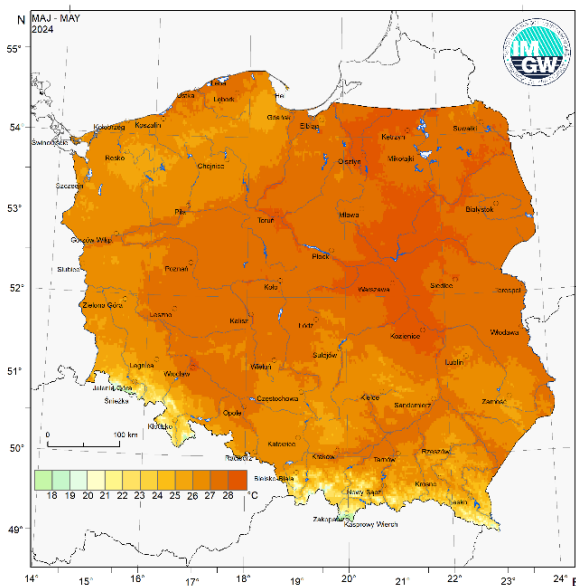 N
MAJ - MAY
2024
IM
GW
55°
54°
53°
52°
51°
50°
49°
Łeba
Ustka
Lębork
Hel
Kołobrzeg
Koszalin
Gdańsk
Elbląg
Kętrzyn
Suwałki
Świnoujście
Resko
Chojnice
Olsztyn
Mikołajki
Szczecin
Piła
Toruń
Mława
Białystok
Gorzów Wlkp.
Płock
Słubice
Poznań
Koło
Warszawa
Siedlce
Terespol
Zielona Góra
Leszno
Kalisz
Łódź
Kozienice
Włodawa
Sulejów
Legnica
Wrocław
Wieluń
Lublin
Jelenia Góra
Śnieżka
Częstochowa
Kielce
Sandomierz
Zamość
Opole
Kłodzko
Katowice
Racibórz
Kraków
Tarnów
Rzeszów
Bielsko-Biała
Nowy Sącz
Krosno
Lesko
Zakopane
Kasprowy Wierch
0 100 km
18 19 20 21 22 23 24 25 26 27 28 °C
14° 15° 16° 17° 18° 19° 20° 21° 22° 23° 24° E